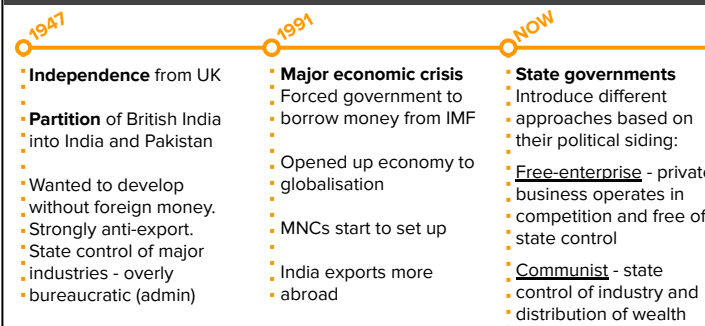 1947
Independence from UK
Partition of British India
into India and Pakistan
Wanted to develop
without foreign money.
Strongly anti-export.
State control of major
industries - overly
bureaucratic (admin)
1991
Major economic crisis
Forced government to
borrow money from IMF
Opened up economy to
globalisation
MNCs start to set up
India exports more
abroad
NOW
State governments
Introduce different
approaches based on
their political siding:
Free-enterprise - private
business operates in
competition and free of
state control
Communist - state
control of industry and
distribution of wealth